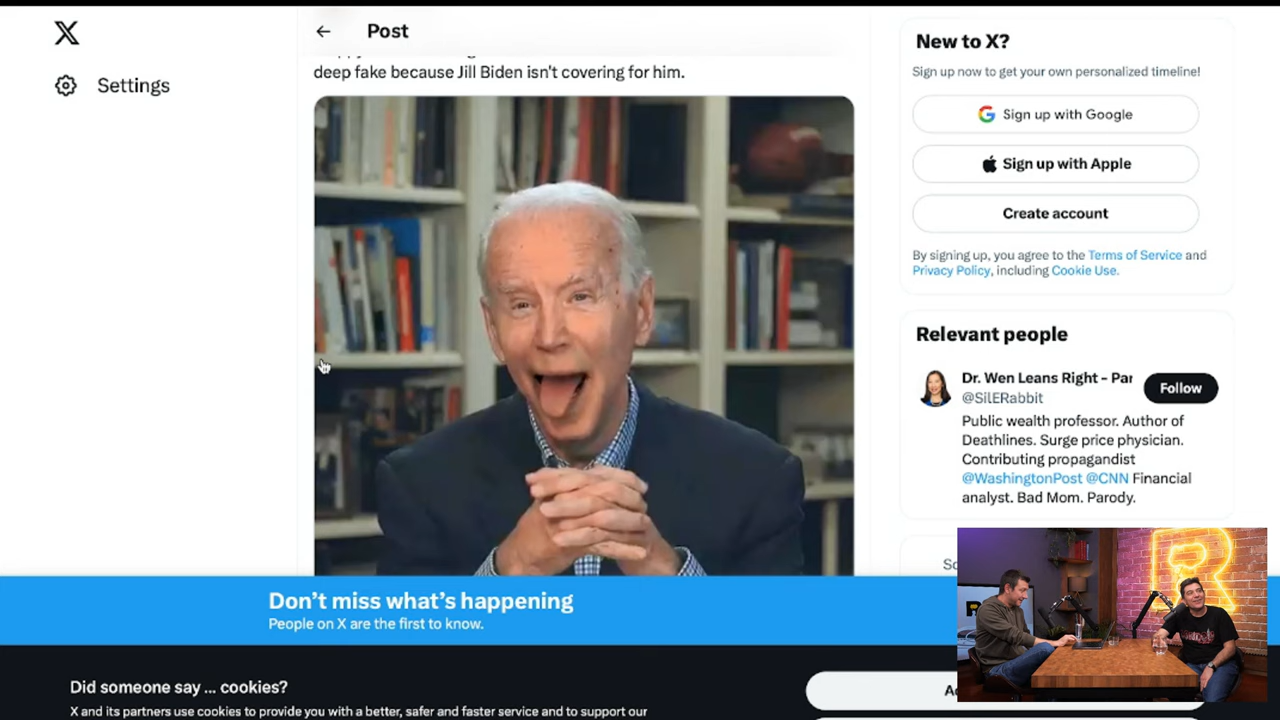 X
Settings
Post
deep fake because Jill Biden isn't covering for him.
New to X?
Sign up now to get your own personalized timeline!
Sign up with Google
Sign up with Apple
Create account
By signing up, you agree to the Terms of Service and
Privacy Policy, including Cookie Use.
Relevant people
Dr. Wen Leans Right - Par
@SilERabbit
Follow
Public wealth professor. Author of
Deathlines. Surge price physician.
Contributing propagandist
@WashingtonPost @CNN Financial
analyst. Bad Mom. Parody.
Don't miss what's happening
People on X are the first to know.
Did someone say … cookies?
X and its partners use cookies to provide you with a better, safer and faster service and to support our
R